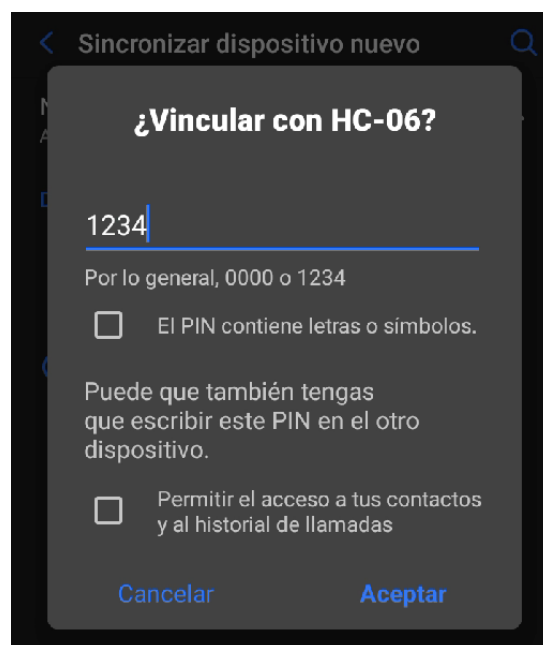 Sincronizar dispositivo nuevo
¿Vincular con HC-06?
1234
Por lo general, 0000 o 1234
El PIN contiene letras o símbolos.
Puede que también tengas
que escribir este PIN en el otro
dispositivo.
Permitir el acceso a tus contactos
y al historial de llamadas
Cancelar
Aceptar